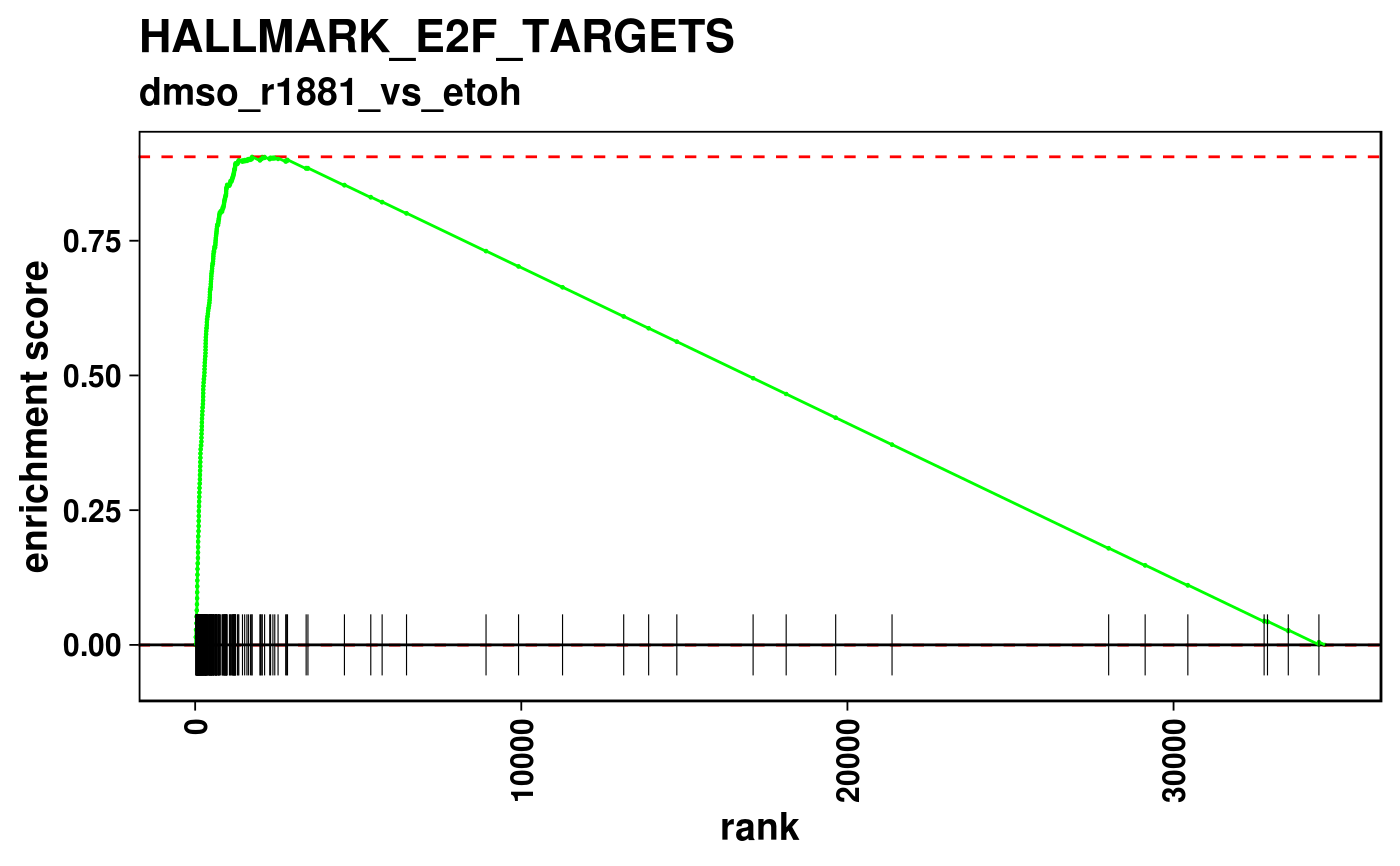 HALLMARK_E2F_TARGETS
dmso_r1881_vs_etoh
enrichment score
0.75
0.50
0.25
0.00
0
10000
20000
30000
rank